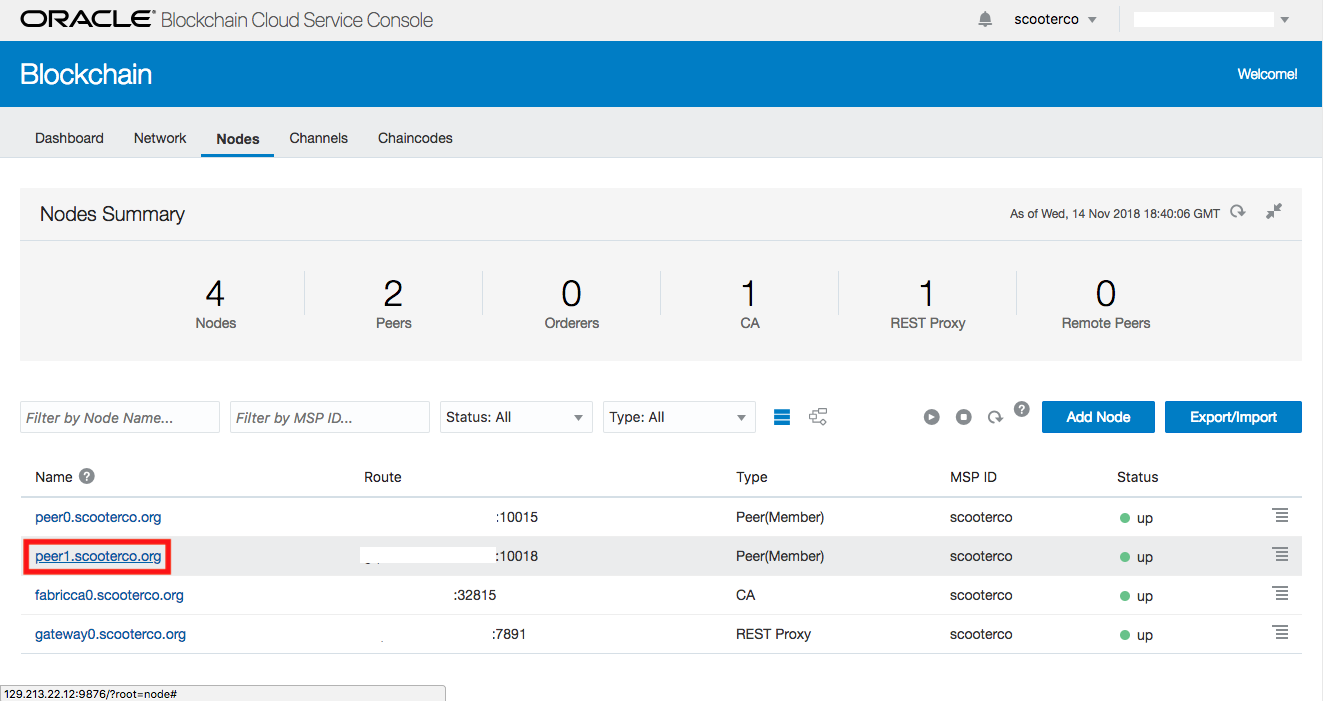 ORACLE® Blockchain Cloud Service Console scooterco
Blockchain Welcome!
Dashboard Network Nodes Channels Chaincodes
Nodes Summary As of Wed, 14 Nov 2018 18:40:06 GMT
4 2 0 1 1 0
Nodes Peers Orderers CA REST Proxy Remote Peers
Filter by Node Name... Filter by MSP ID... Status: All Type: All ? Add Node Export/Import
Name ? Route Type MSP ID Status
peer0.scooterco.org :10015 Peer(Member) scooterco up
peer1.scooterco.org :10018 Peer(Member) scooterco up
fabricca0.scooterco.org :32815 CA scooterco up
gateway0.scooterco.org :7891 REST Proxy scooterco up
129.213.22.12:9876/?root=node#